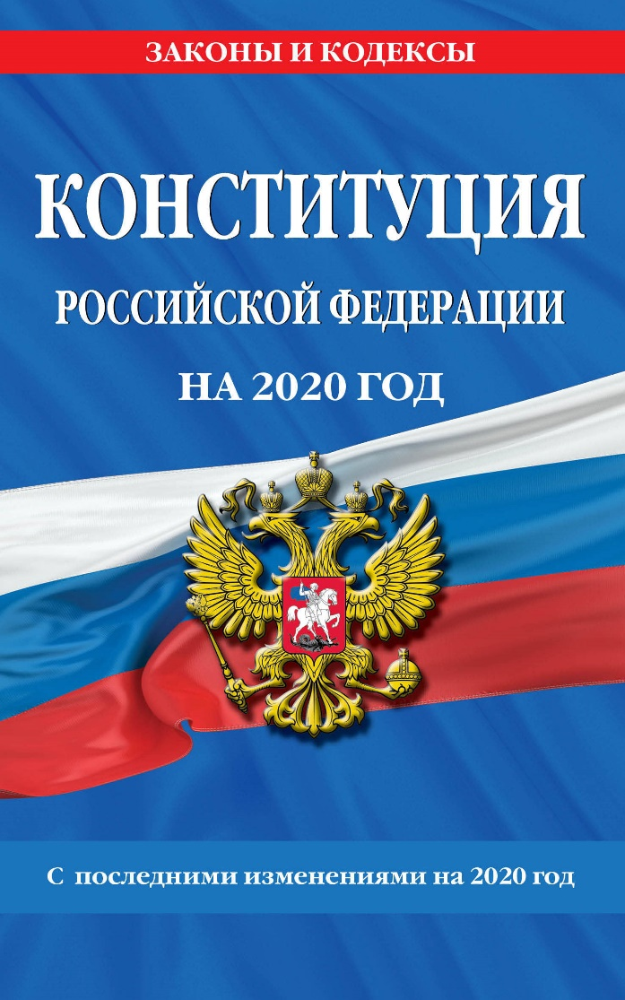 ЗАКОНЫ И КОДЕКСЫ
КОНСТИТУЦИЯ
РОССИЙСКОЙ ФЕДЕРАЦИИ
НА 2020 ГОД
С последними изменениями на 2020 год